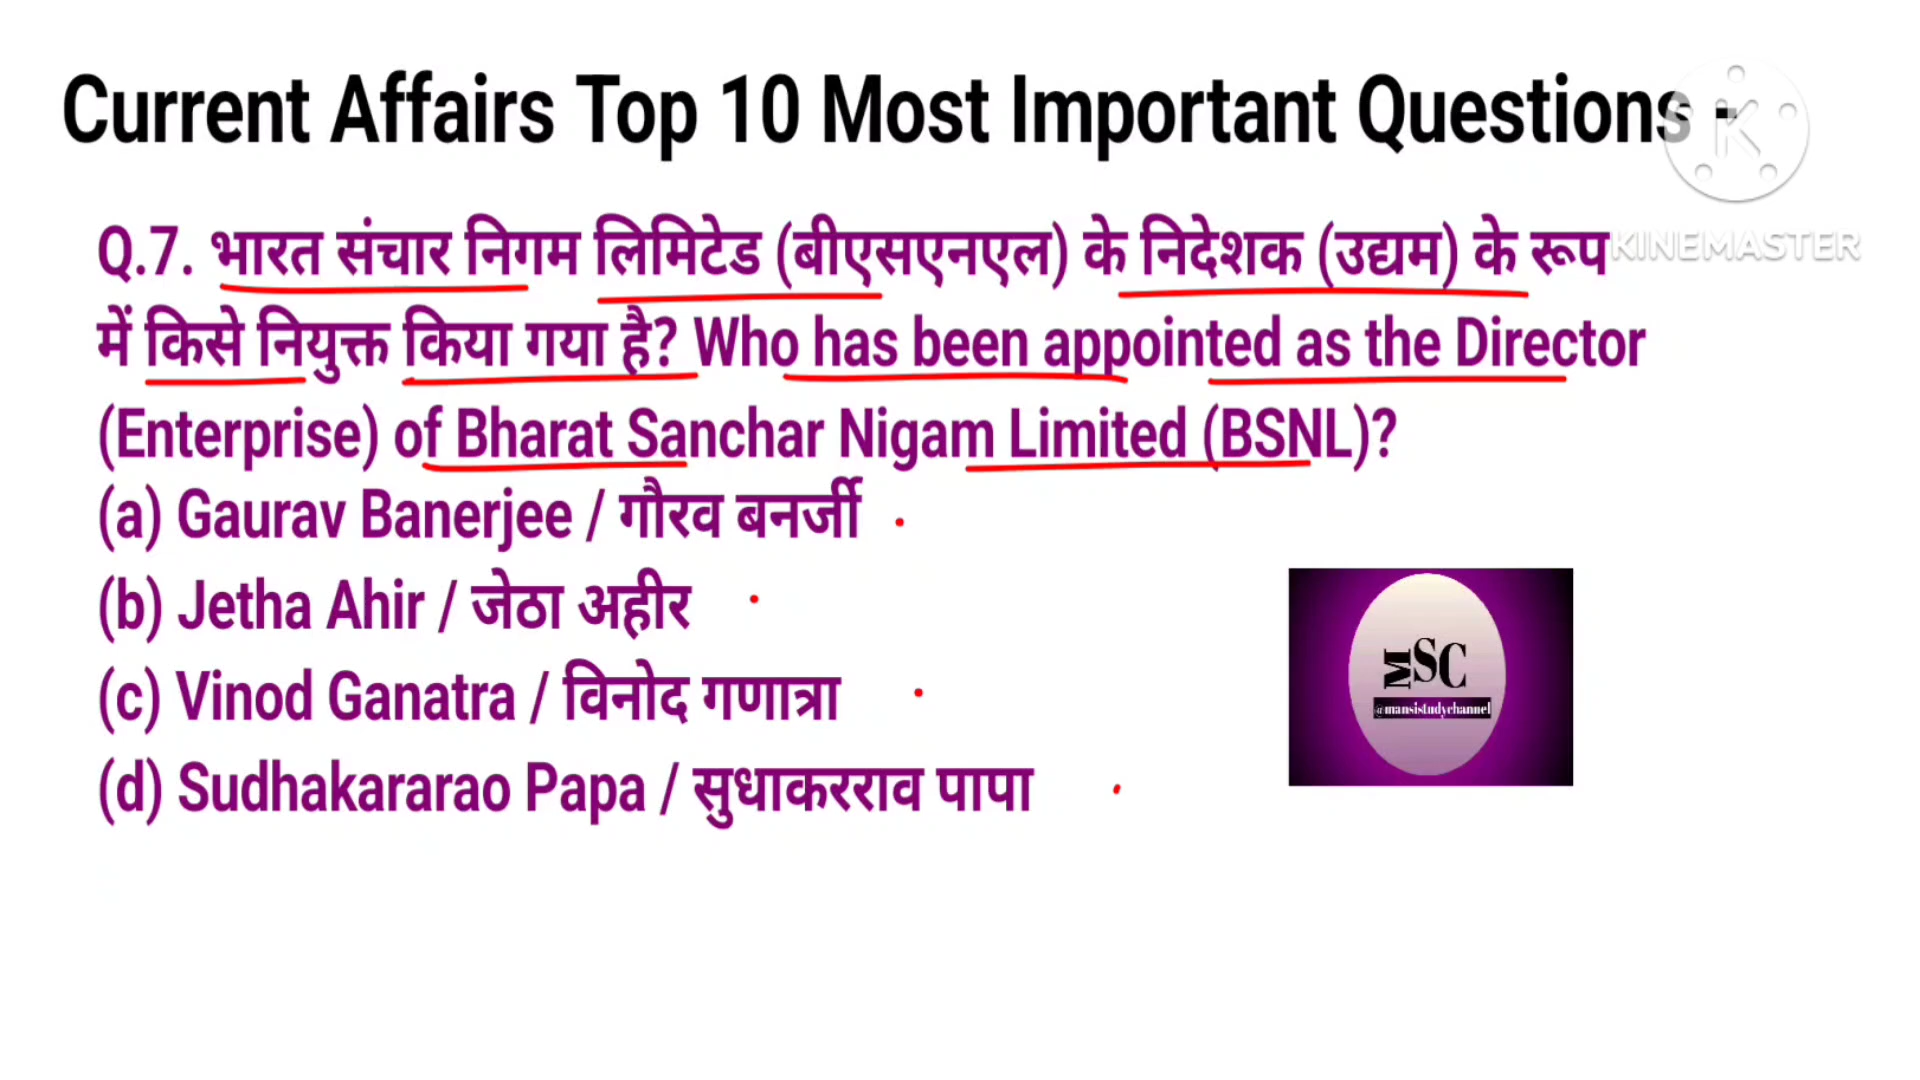 Current Affairs Top 10 Most Important Questions -
Q.7. भारत संचार निगम लिमिटेड (बीएसएनएल) के निदेशक (उद्यम) के रूप
में किसे नियुक्त किया गया है? Who has been appointed as the Director
(Enterprise) of Bharat Sanchar Nigam Limited (BSNL)?
(a) Gaurav Banerjee / गौरव बनर्जी
(b) Jetha Ahir / जेठा अहीर
(c) Vinod Ganatra / विनोद गणात्रा
(d) Sudhakararao Papa / सुधाकरराव पापा
K
KINEMASTER
MSC
@mansistudychannel